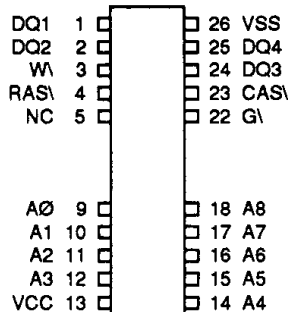 DQ1 1 26 VSS
DQ2 2 25 DQ4
W\ 3 24 DQ3
RAS\ 4 23 CAS\
NC 5 22 G\
AØ 9 18 A8
A1 10 17 A7
A2 11 16 A6
A3 12 15 A5
VCC 13 14 A4